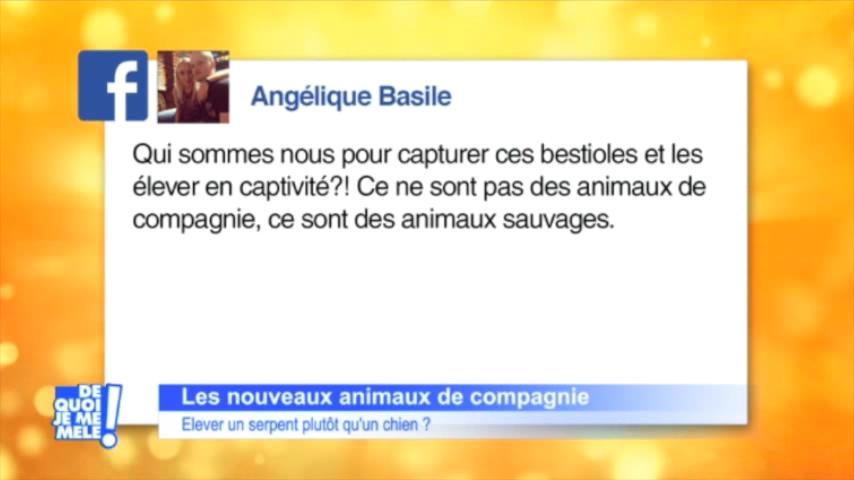 f
Angélique Basile
Qui sommes nous pour capturer ces bestioles et les
élever en captivité?! Ce ne sont pas des animaux de
compagnie, ce sont des animaux sauvages.
DE
QUOI
JE ME
MELE !
Les nouveaux animaux de compagnie
Elever un serpent plutôt qu'un chien ?